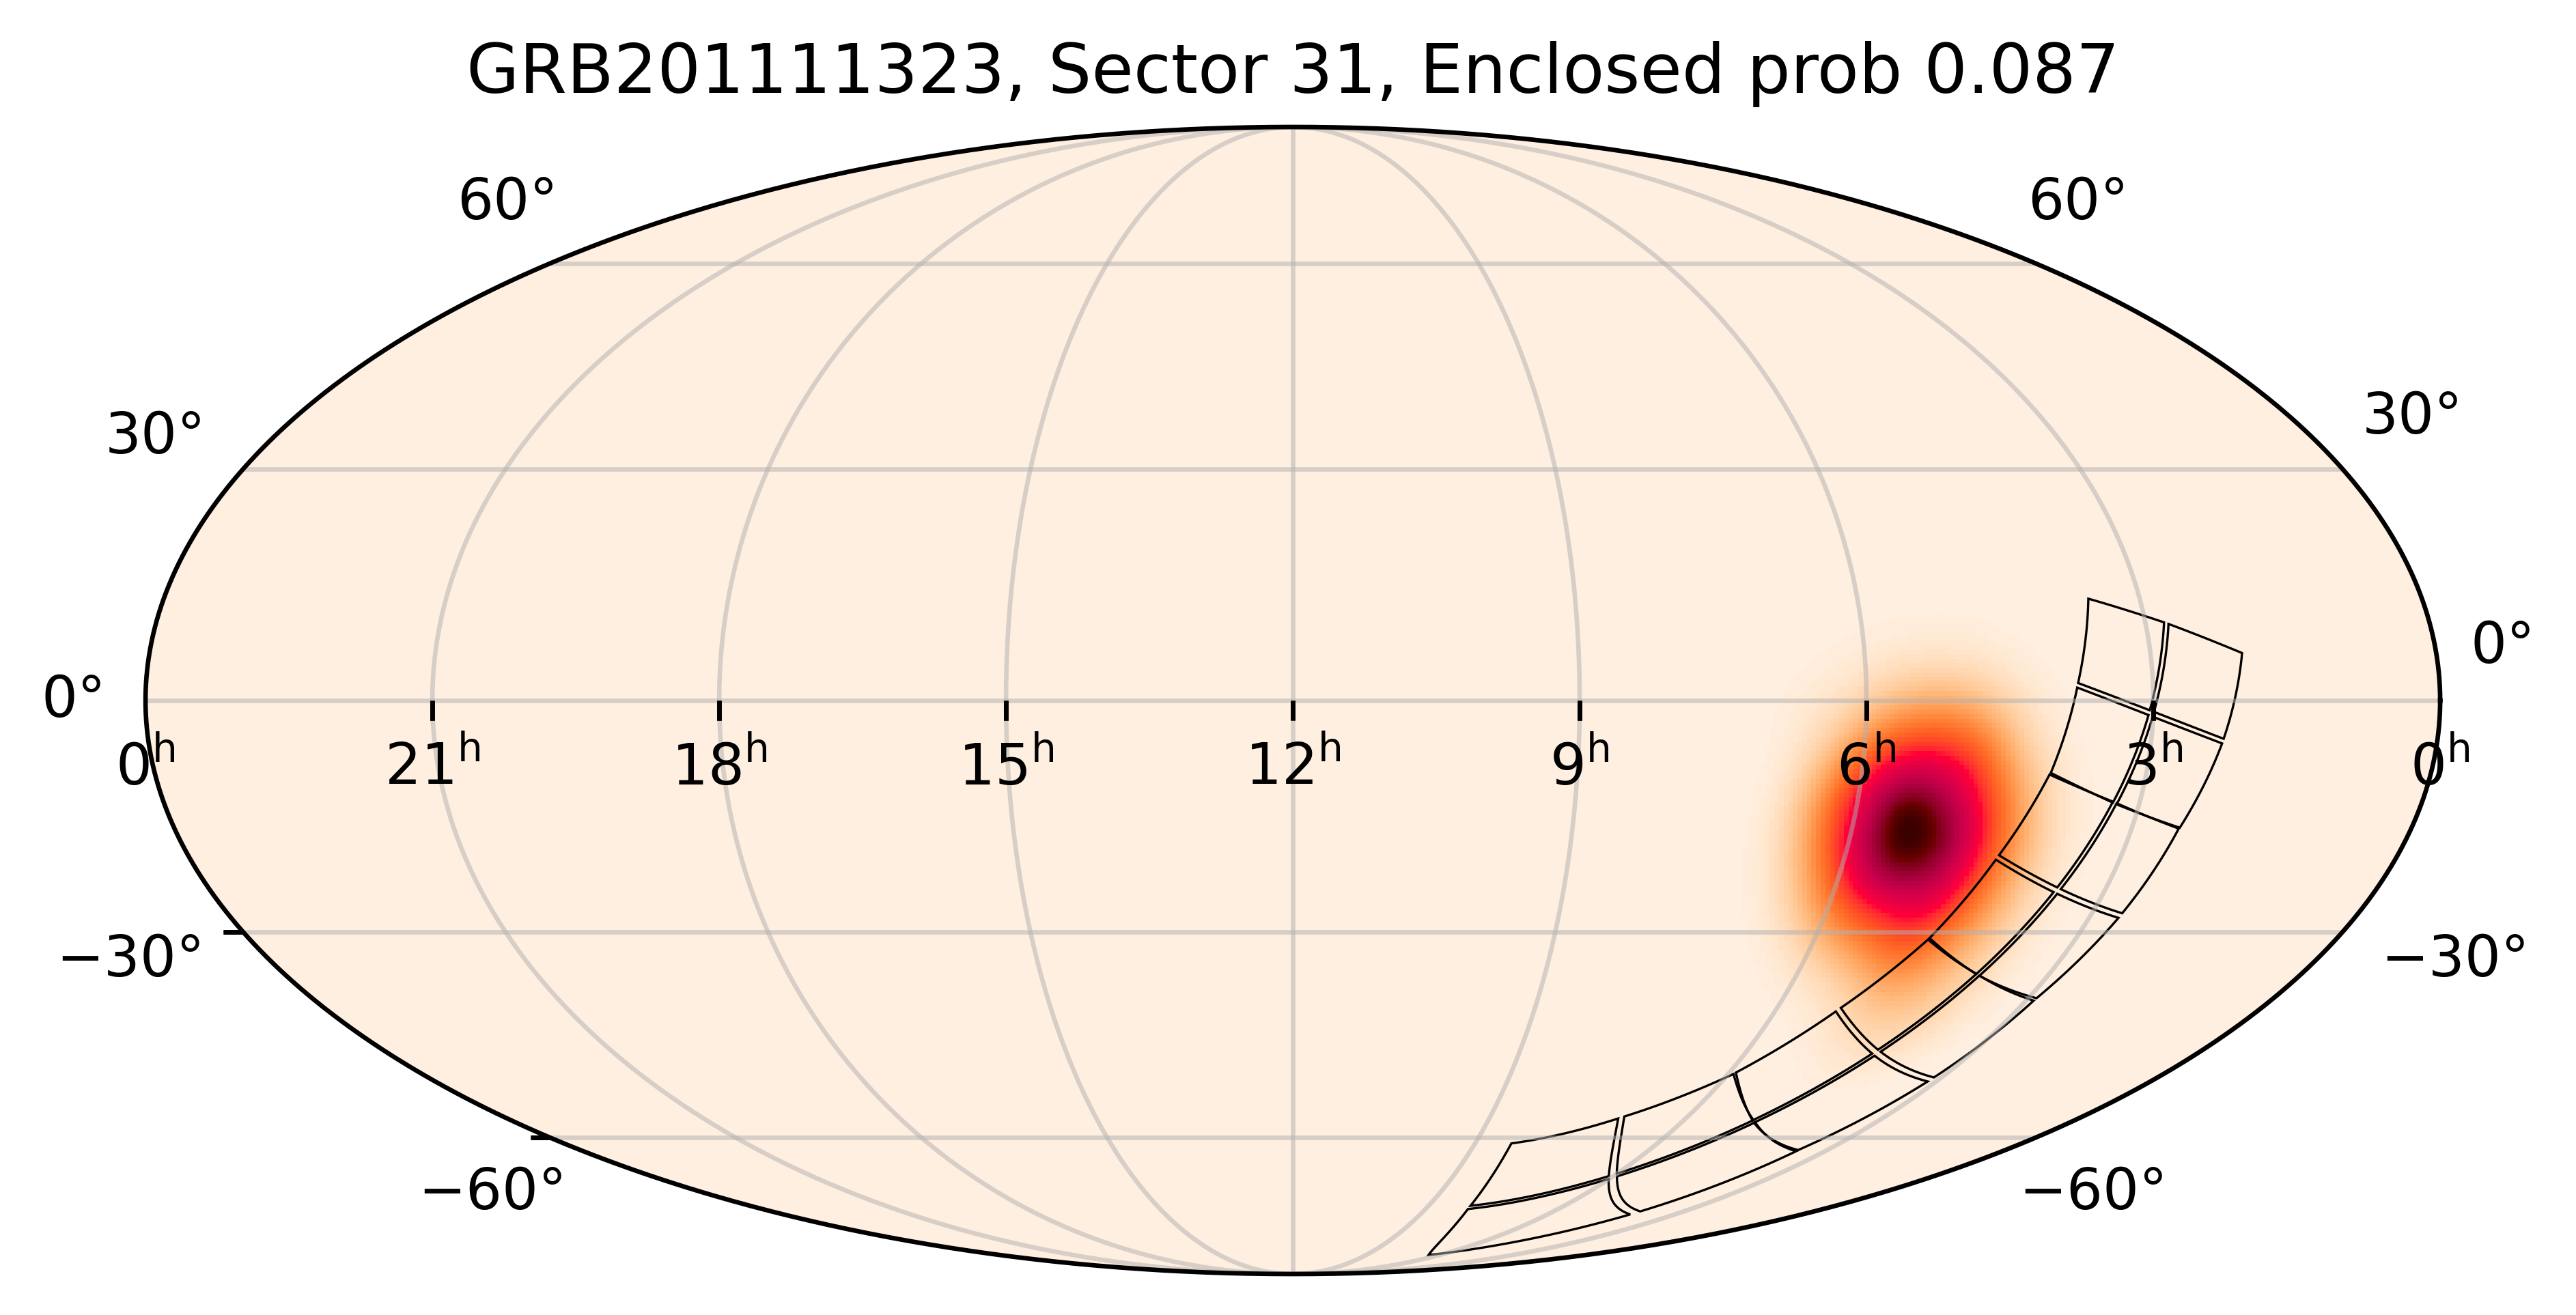 GRB201111323, Sector 31, Enclosed prob 0.087
60° 60°
30° 30°
0° 0°
0ʰ 21ʰ 18ʰ 15ʰ 12ʰ 9ʰ 6ʰ 3ʰ 0ʰ
−30° −30°
−60° −60°